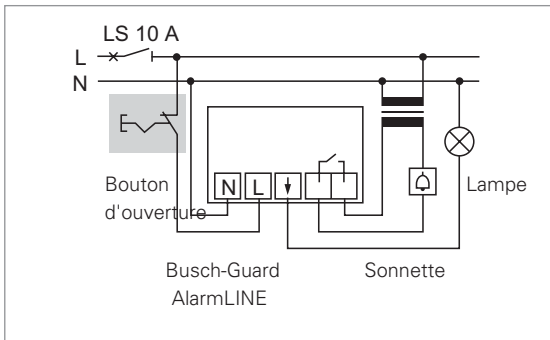 LS 10 A
L
N
N L
Bouton
d'ouverture
Lampe
Busch-Guard
AlarmLINE
Sonnette